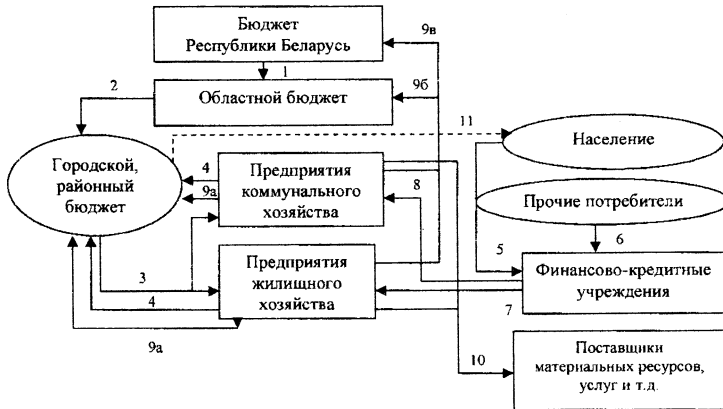 Бюджет
Республики Беларусь
9в
1
2
Областной бюджет
9б
11
Население
Городской,
районный
бюджет
4
9а
Предприятия
коммунального
хозяйства
8
Прочие потребители
5
6
3
4
Предприятия
жилищного
хозяйства
7
Финансово-кредитные
учреждения
9а
10
Поставщики
материальных ресурсов,
услуг и т.д.